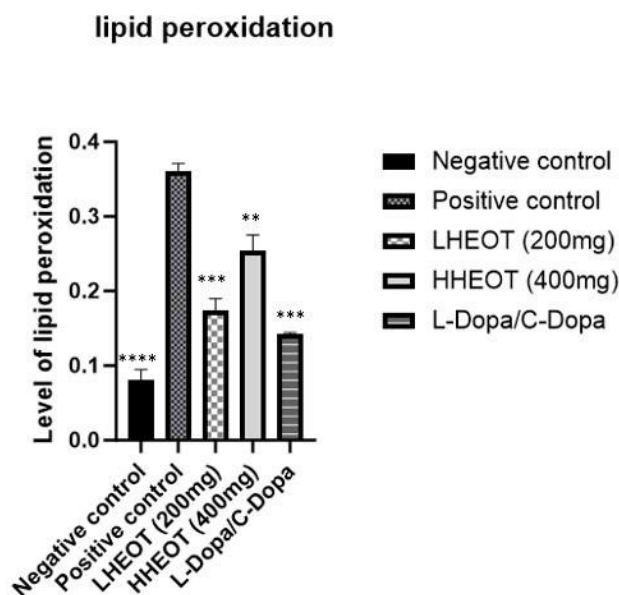 lipid peroxidation
Level of lipid peroxidation
0.4
0.3
0.2
0.1
0.0
****
***
**
***
Negative control
Positive control
LHEOT (200mg)
HHEOT (400mg)
L-Dopa/C-Dopa
Negative control
Positive control
LHEOT (200mg)
HHEOT (400mg)
L-Dopa/C-Dopa